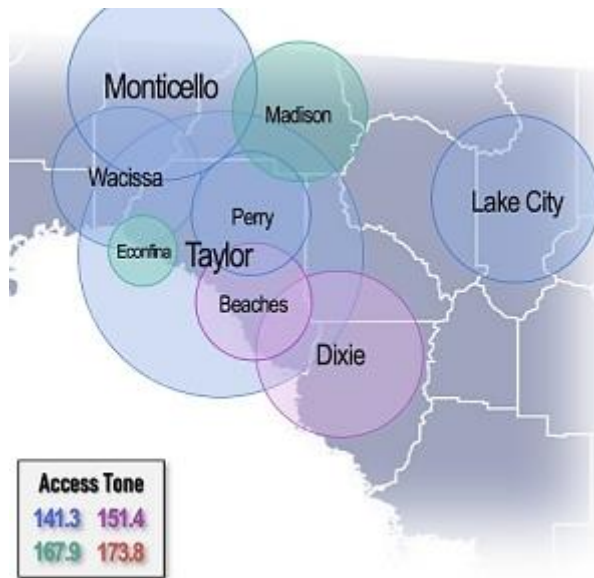 Monticello
Madison
Wacissa
Lake City
Perry
Econfina
Taylor
Beaches
Dixie
Access Tone
141.3 151.4
167.9 173.8